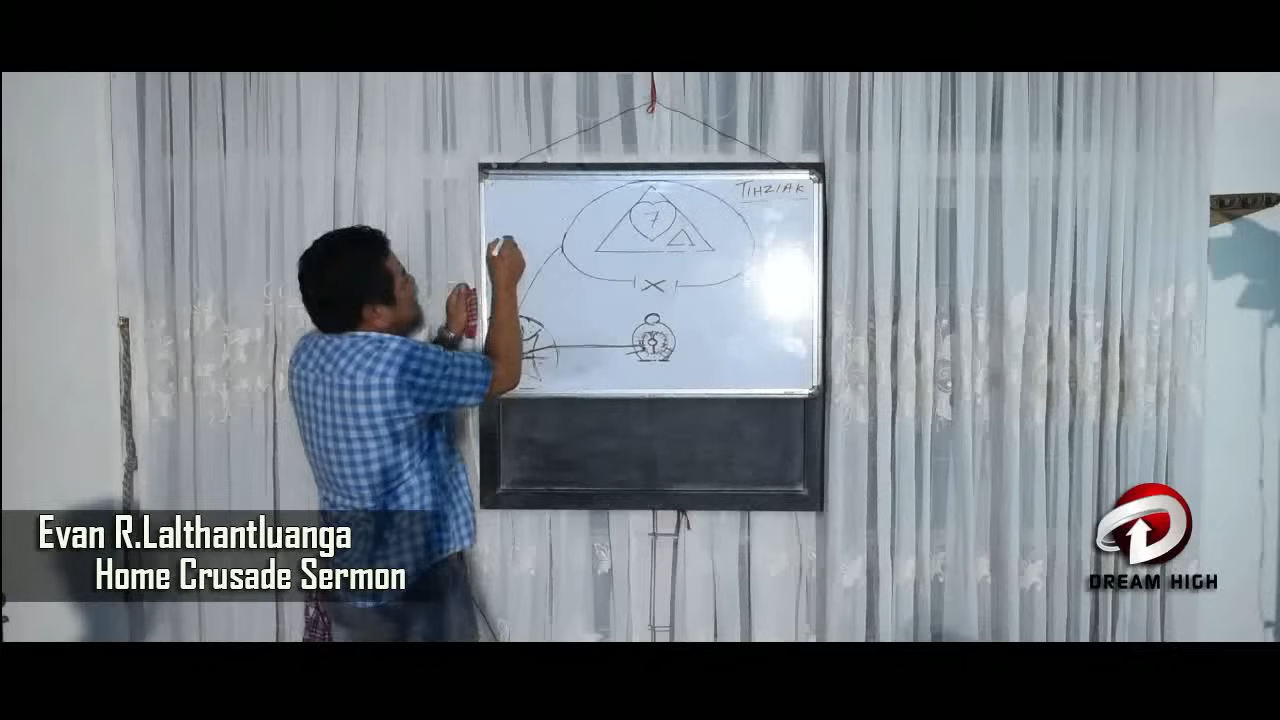 TIHZIAK
7
X
Evan R.Lalthantluanga
Home Crusade Sermon
DREAM HIGH